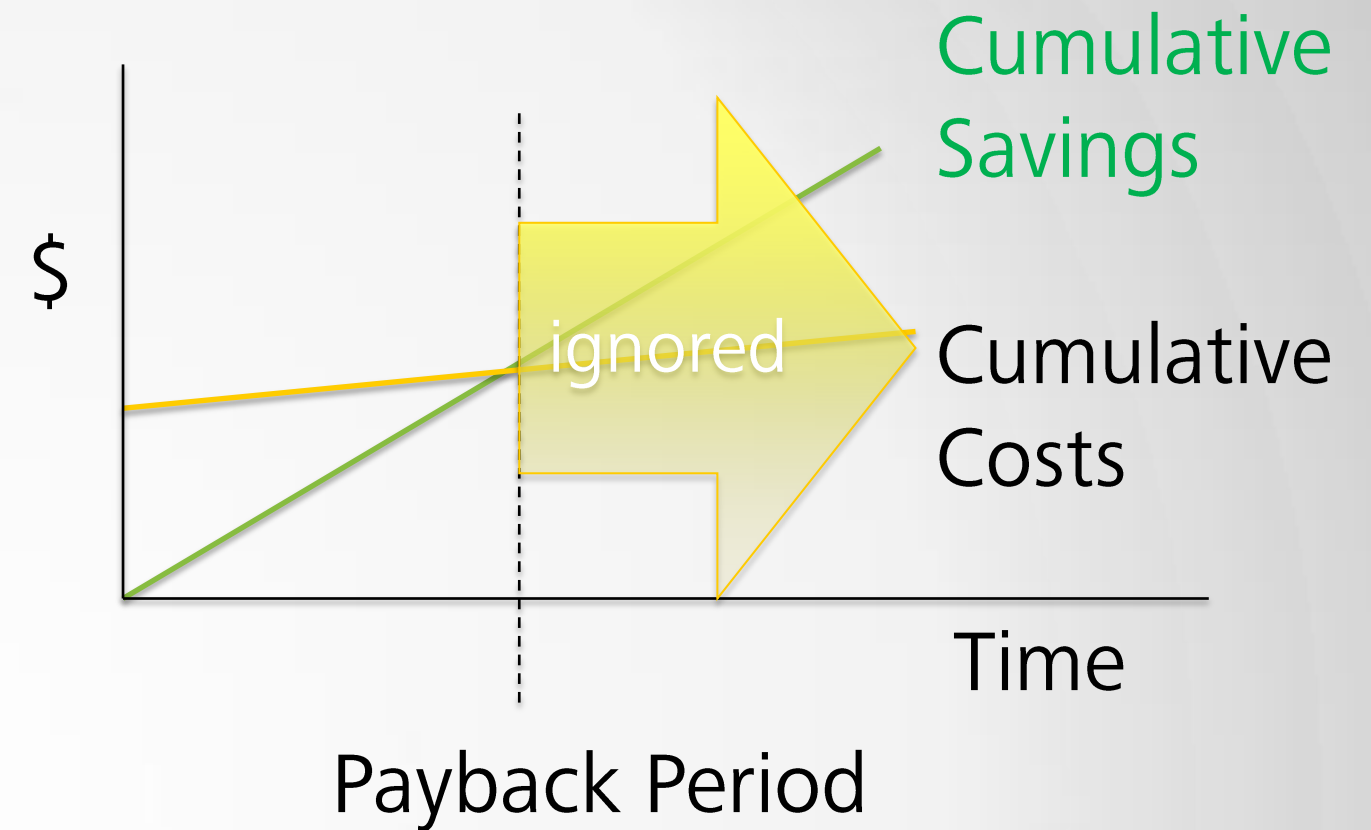 Cumulative
Savings
$
ignored
Cumulative
Costs
Time
Payback Period